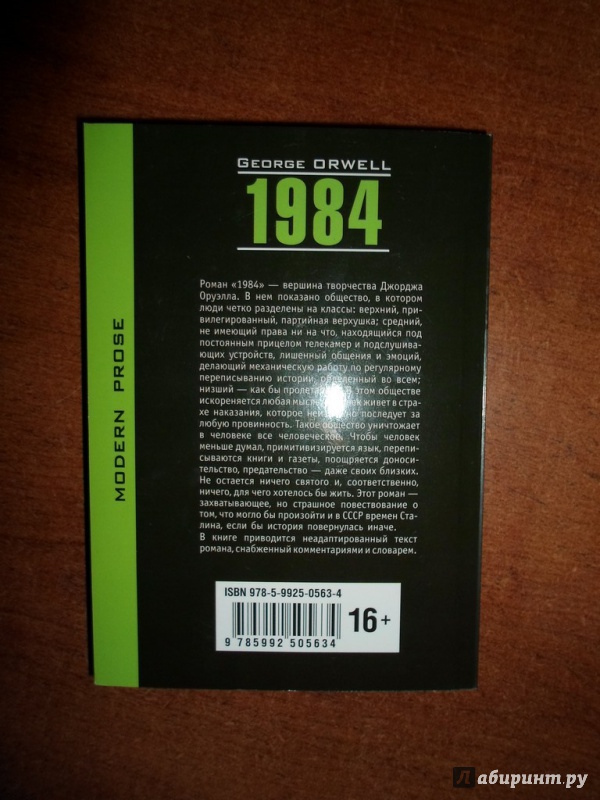 MODERN PROSE
GEORGE ORWELL
1984
Роман «1984» — вершина творчества Джорджа
Оруэлла. В нем показано общество, в котором
люди четко разделены на классы: верхний, при-
вилегированный, партийная верхушка; средний,
не имеющий права ни на что, находящийся под
постоянным прицелом телекамер и подслушив-
ающих устройств, лишенный общения и эмоций,
делающий механическую работу по регулярному
переписыванию истории, обделенный во всем;
низший — как бы пролетарии. В этом обществе
искореняется любая мысль, живет в стра-
хе наказания, которое неизбежно последует за
любую провинность. Такое общество уничтожает
в человеке все человеческое. Чтобы человек
меньше думал, примитивизируется язык, перепи-
сываются книги и газеты, поощряется доноси-
тельство, предательство — даже своих близких.
Не остается ничего святого и, соответственно,
ничего, для чего хотелось бы жить. Этот роман —
захватывающее, но страшное повествование о
том, что могло бы произойти и в СССР времен Ста-
лина, если бы история повернулась иначе.
В книге приводится неадаптированный текст
романа, снабженный комментариями и словарем.
ISBN 978-5-9925-0563-4
16+
9 785992 505634
лабиринт.ру